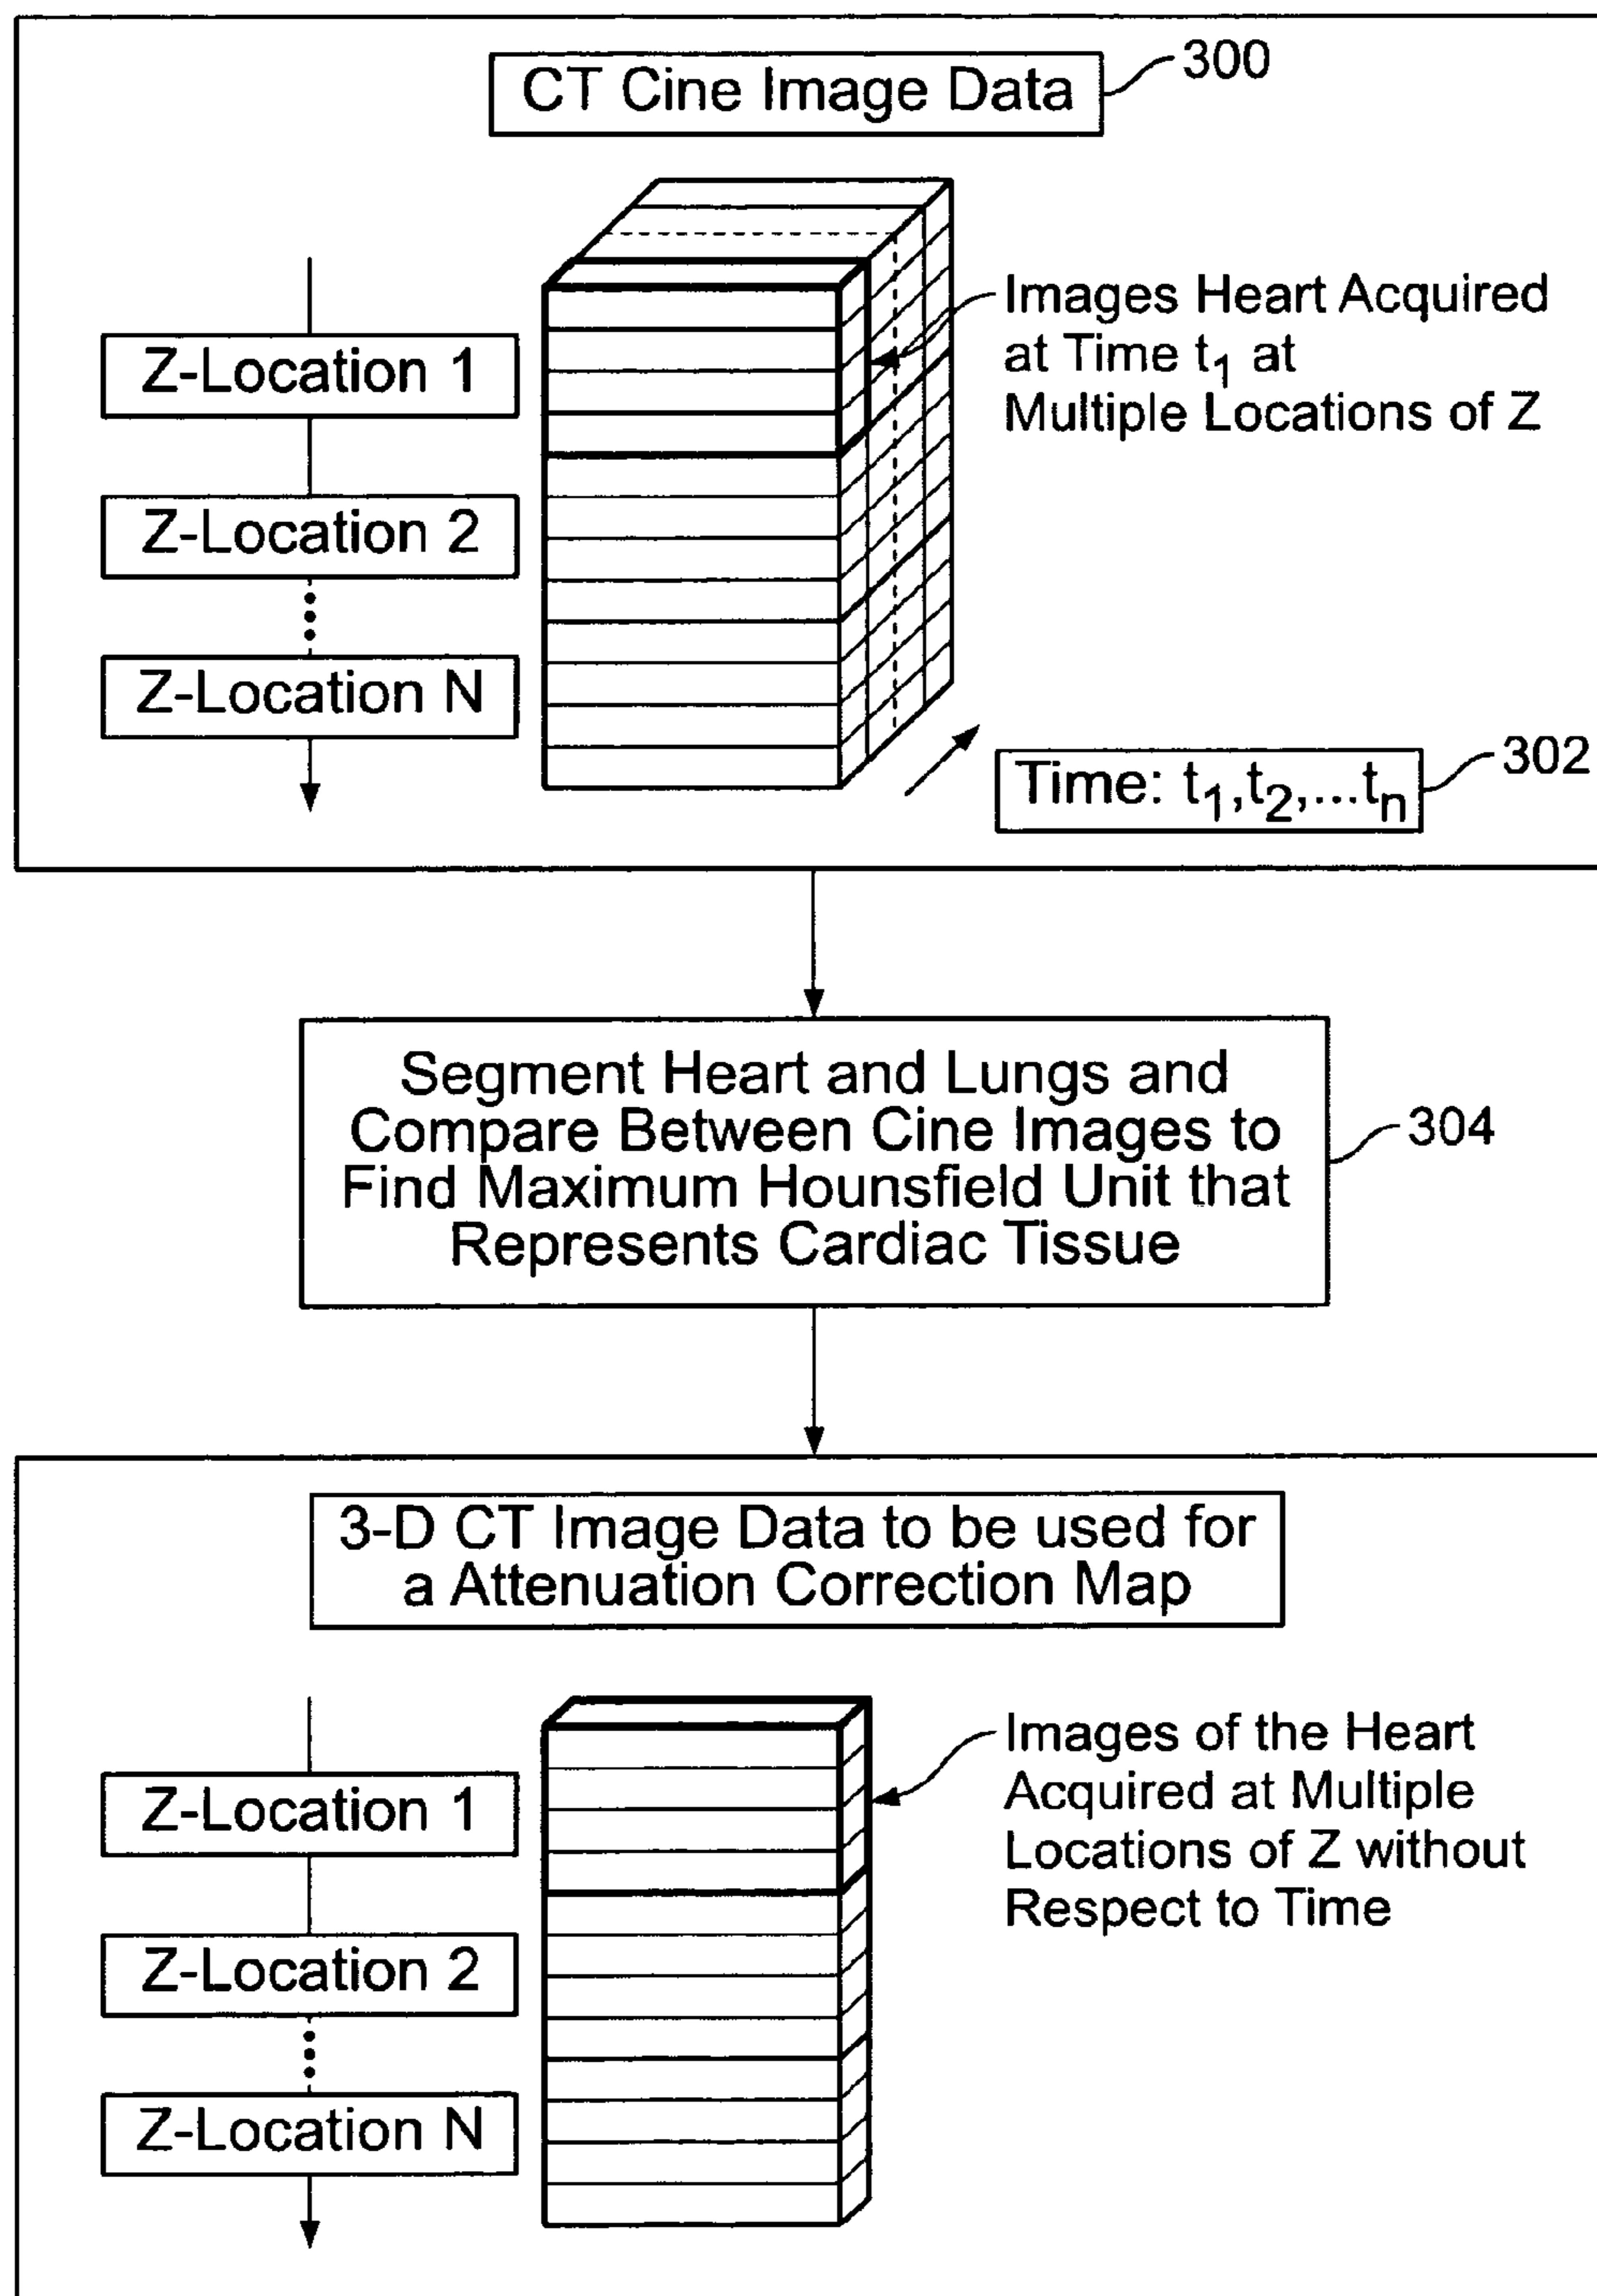 CT Cine Image Data
300
Images Heart Acquired
at Time t1 at
Multiple Locations of Z
Z-Location 1
Z-Location 2
Z-Location N
Time: t1,t2,...tn
302
Segment Heart and Lungs and
Compare Between Cine Images to
Find Maximum Hounsfield Unit that
Represents Cardiac Tissue
304
3-D CT Image Data to be used for
a Attenuation Correction Map
Images of the Heart
Acquired at Multiple
Locations of Z without
Respect to Time
Z-Location 1
Z-Location 2
Z-Location N